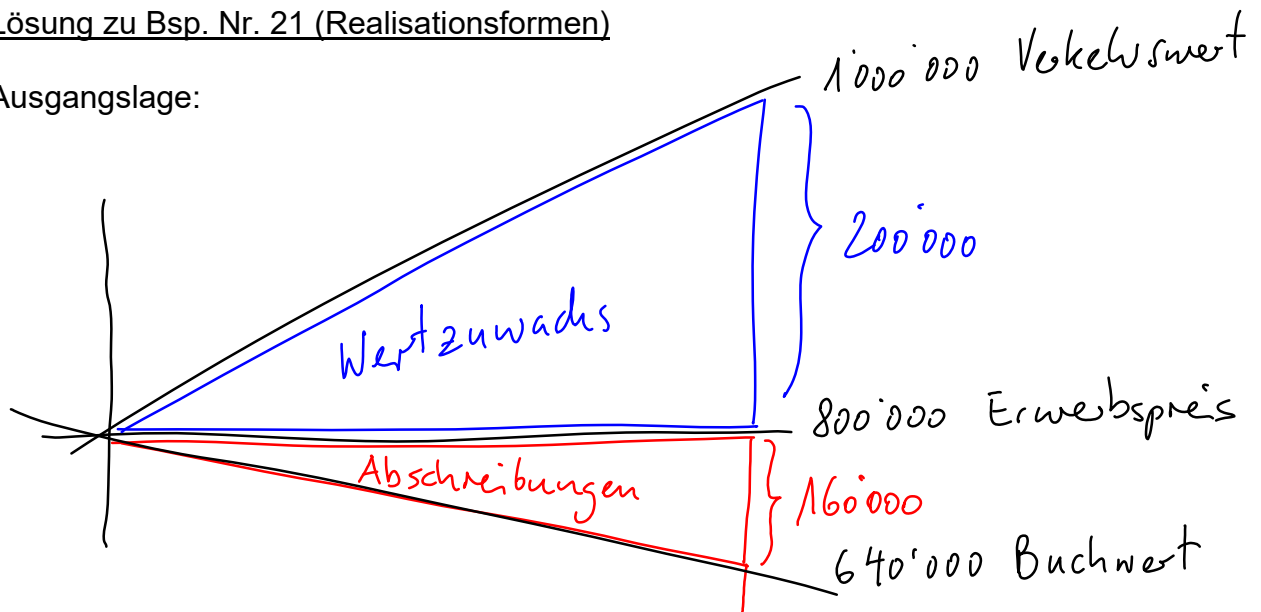 Lösung zu Bsp. Nr. 21 (Realisationsformen)
1'000'000 Verkehrswert
Ausgangslage:
200'000
Wertzuwachs
800'000 Erwerbspreis
Abschreibungen
160'000
640'000 Buchwert